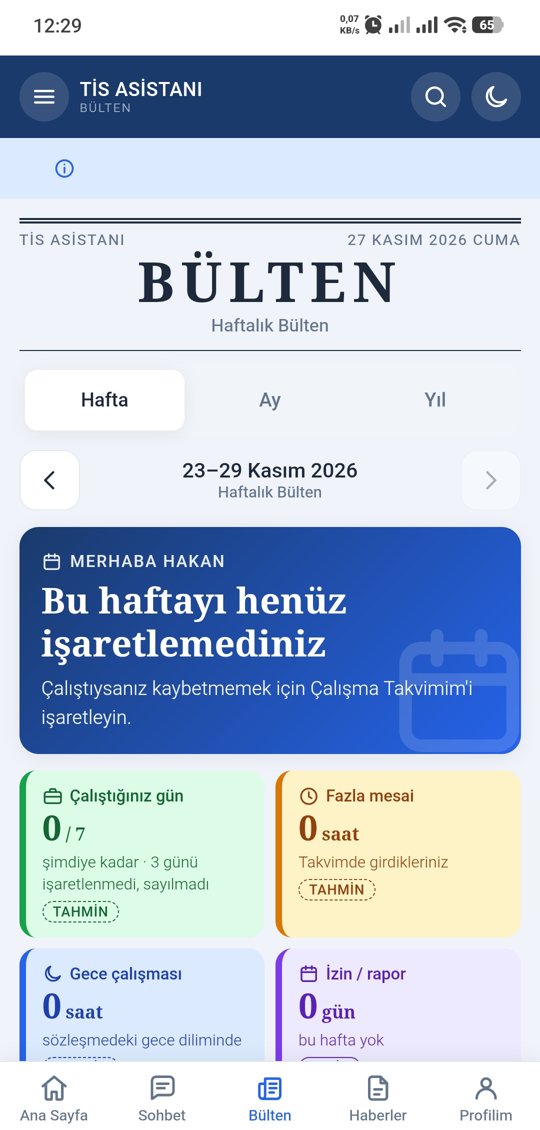 12:29
0,07
KB/s
65
TİS ASİSTANI
BÜLTEN
TİS ASİSTANI
27 KASIM 2026 CUMA
BÜLTEN
Haftalık Bülten
Hafta
Ay
Yıl
23–29 Kasım 2026
Haftalık Bülten
MERHABA HAKAN
Bu haftayı henüz
işaretlemediniz
Çalıştıysanız kaybetmemek için Çalışma Takvimim'i
işaretleyin.
Çalıştığınız gün
0 / 7
şimdiye kadar · 3 günü
işaretlenmedi, sayılmadı
TAHMİN
Fazla mesai
0 saat
Takvimde girdikleriniz
TAHMİN
Gece çalışması
0 saat
sözleşmedeki gece diliminde
İzin / rapor
0 gün
bu hafta yok
Ana Sayfa
Sohbet
Bülten
Haberler
Profilim